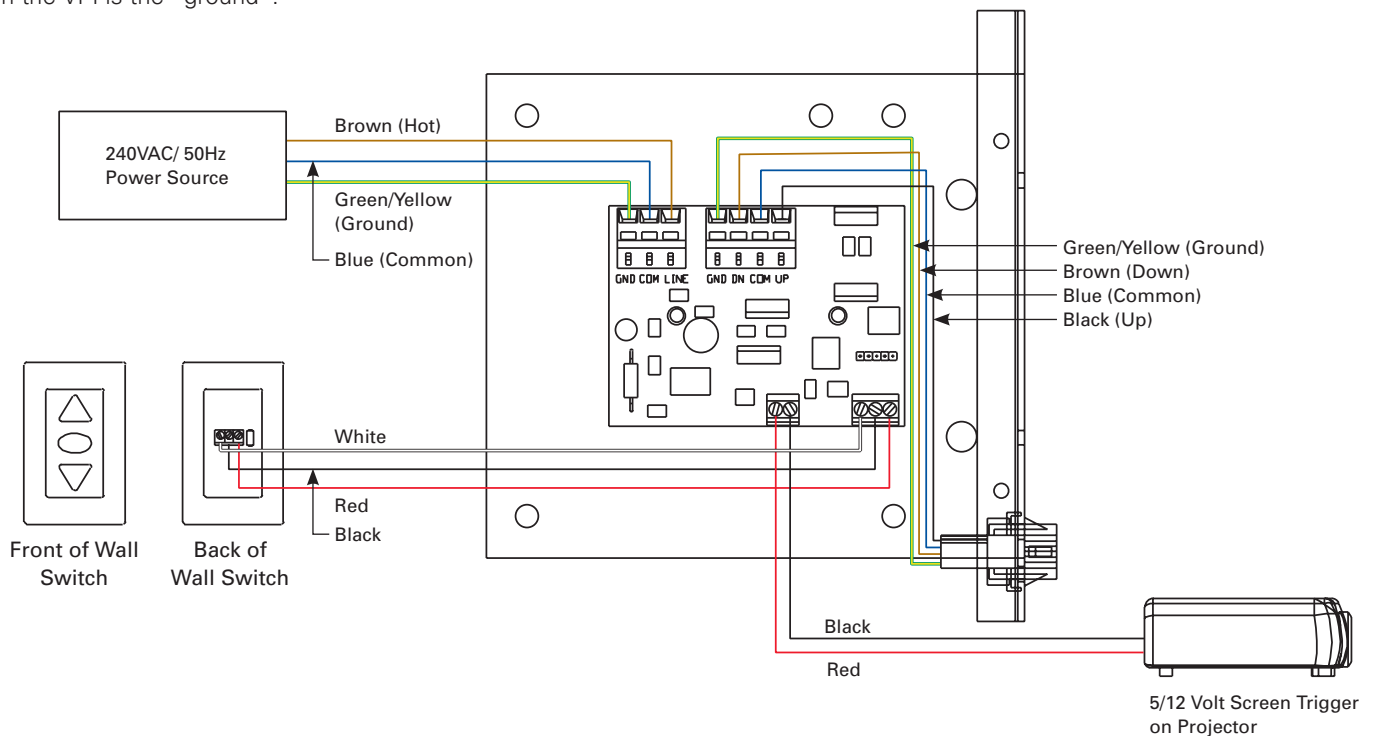 the VPI is the "ground".
Brown (Hot)
240VAC/ 50Hz
Power Source
Green/Yellow
(Ground)
Blue (Common)
GND COM LINE
GND DN COM UP
Green/Yellow (Ground)
Brown (Down)
Blue (Common)
Black (Up)
White
Red
Black
Front of Wall
Switch
Back of
Wall Switch
Black
Red
5/12 Volt Screen Trigger
on Projector